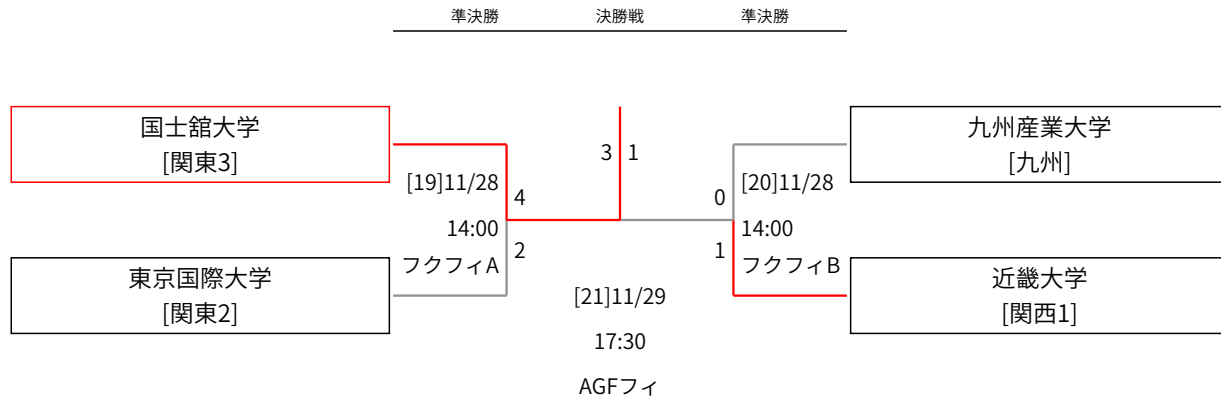 準決勝 決勝戦 準決勝
国士舘大学
[関東3]
[19]11/28
4
14:00
2
フクフィA
東京国際大学
[関東2]
3 1
[21]11/29
17:30
AGFフィ
九州産業大学
[九州]
0
[20]11/28
14:00
1
フクフィB
近畿大学
[関西1]